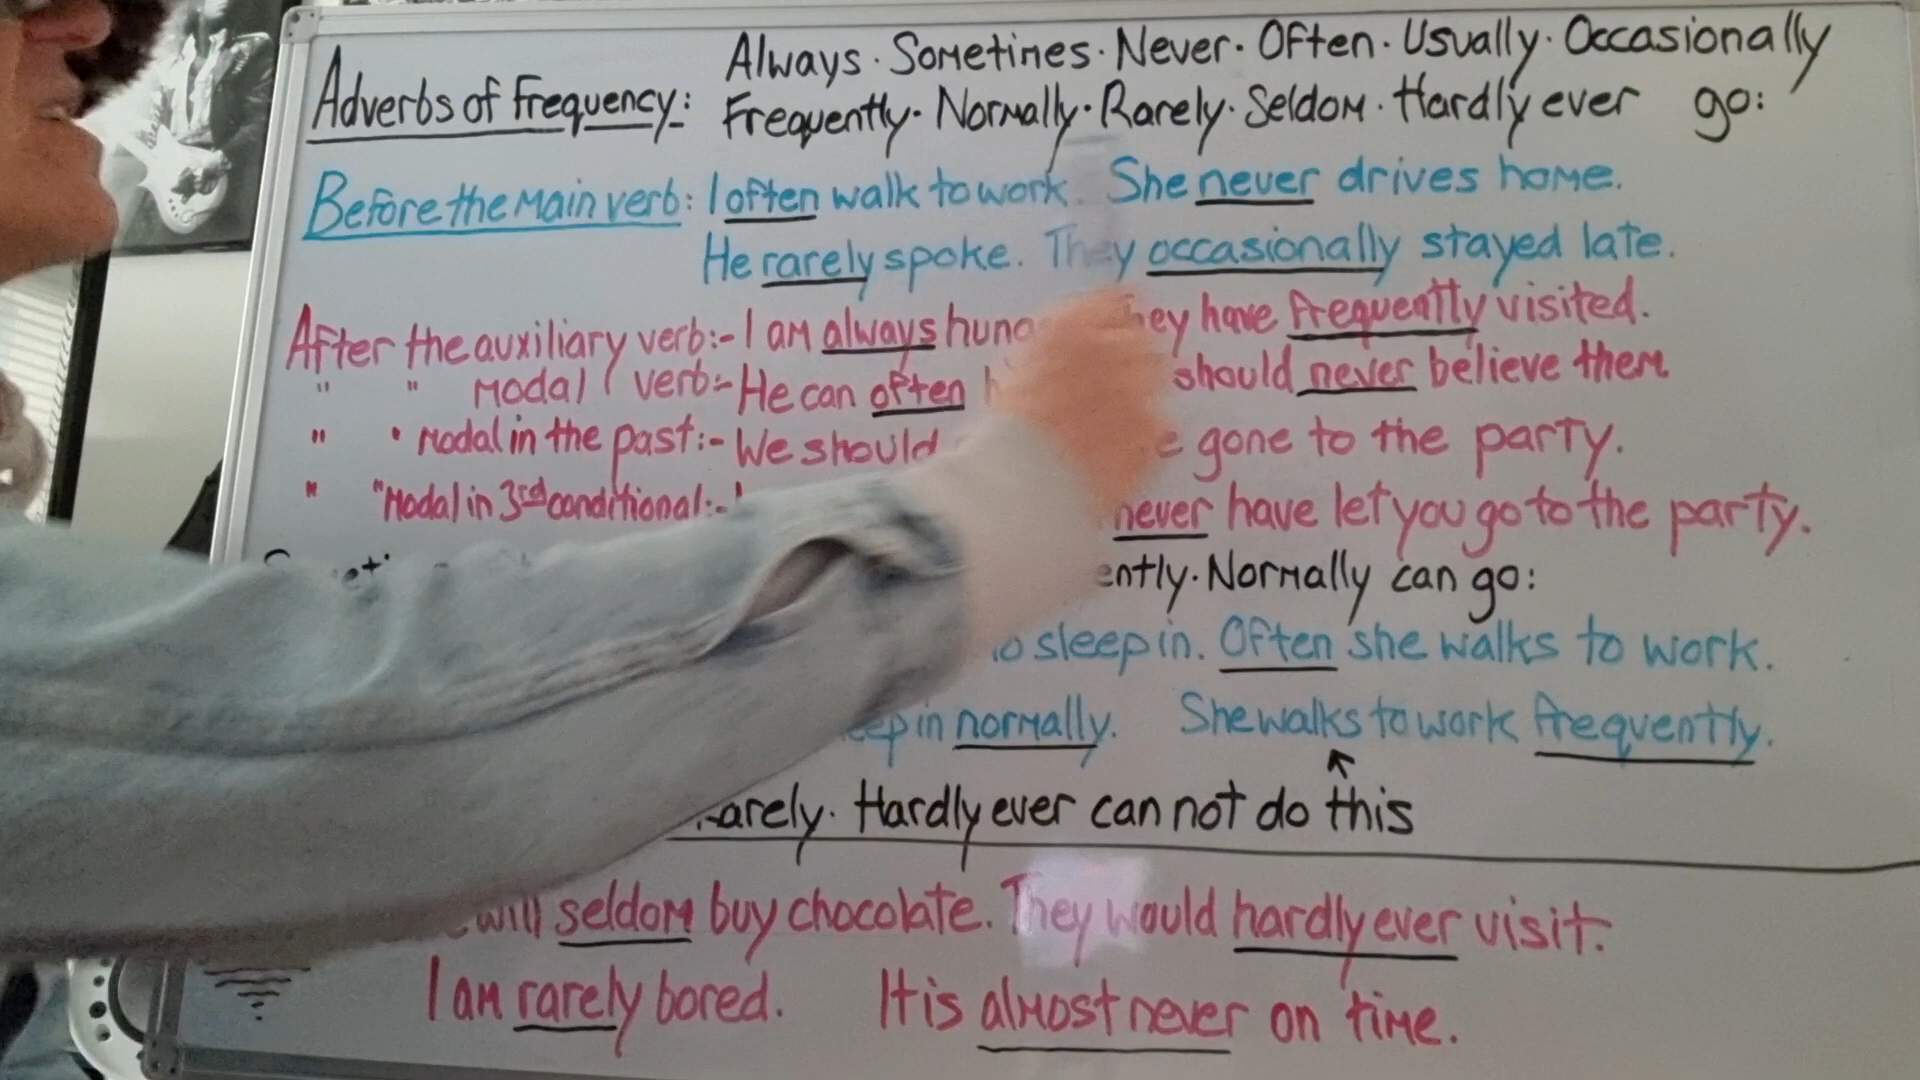 Always · Sometimes · Never · Often · Usually · Occasionally
Adverbs of Frequency: Frequently · Normally · Rarely · Seldom · Hardly ever go:
Before the main verb: I often walk to work. She never drives home.
He rarely spoke. They occasionally stayed late.
After the auxiliary verb:- I am always have frequently visited.
" " modal verb:- He can often should never believe them.
" " modal in the past:- We should gone to the party.
" " Modal in 3rd conditional:- never have let you go to the party.
Normally can go:
sleep in. Often she walks to work.
in normally. She walks to work frequently.
Hardly ever can not do this
will seldom buy chocolate. They would hardly ever visit.
I am rarely bored. It is almost never on time.